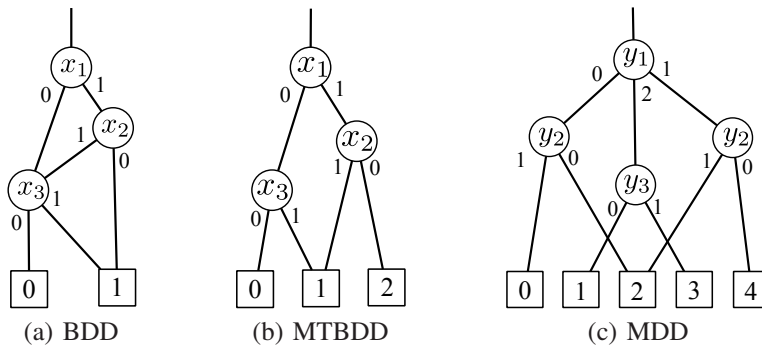 x1 x1 y1
0 1 0 1 0 1
2
x2 x2 y2 y2
1 0 1 0 1 0 1 0
x3 x3 y3
0 1 0 1 0 1
0 1 0 1 2 0 1 2 3 4
(a) BDD (b) MTBDD (c) MDD